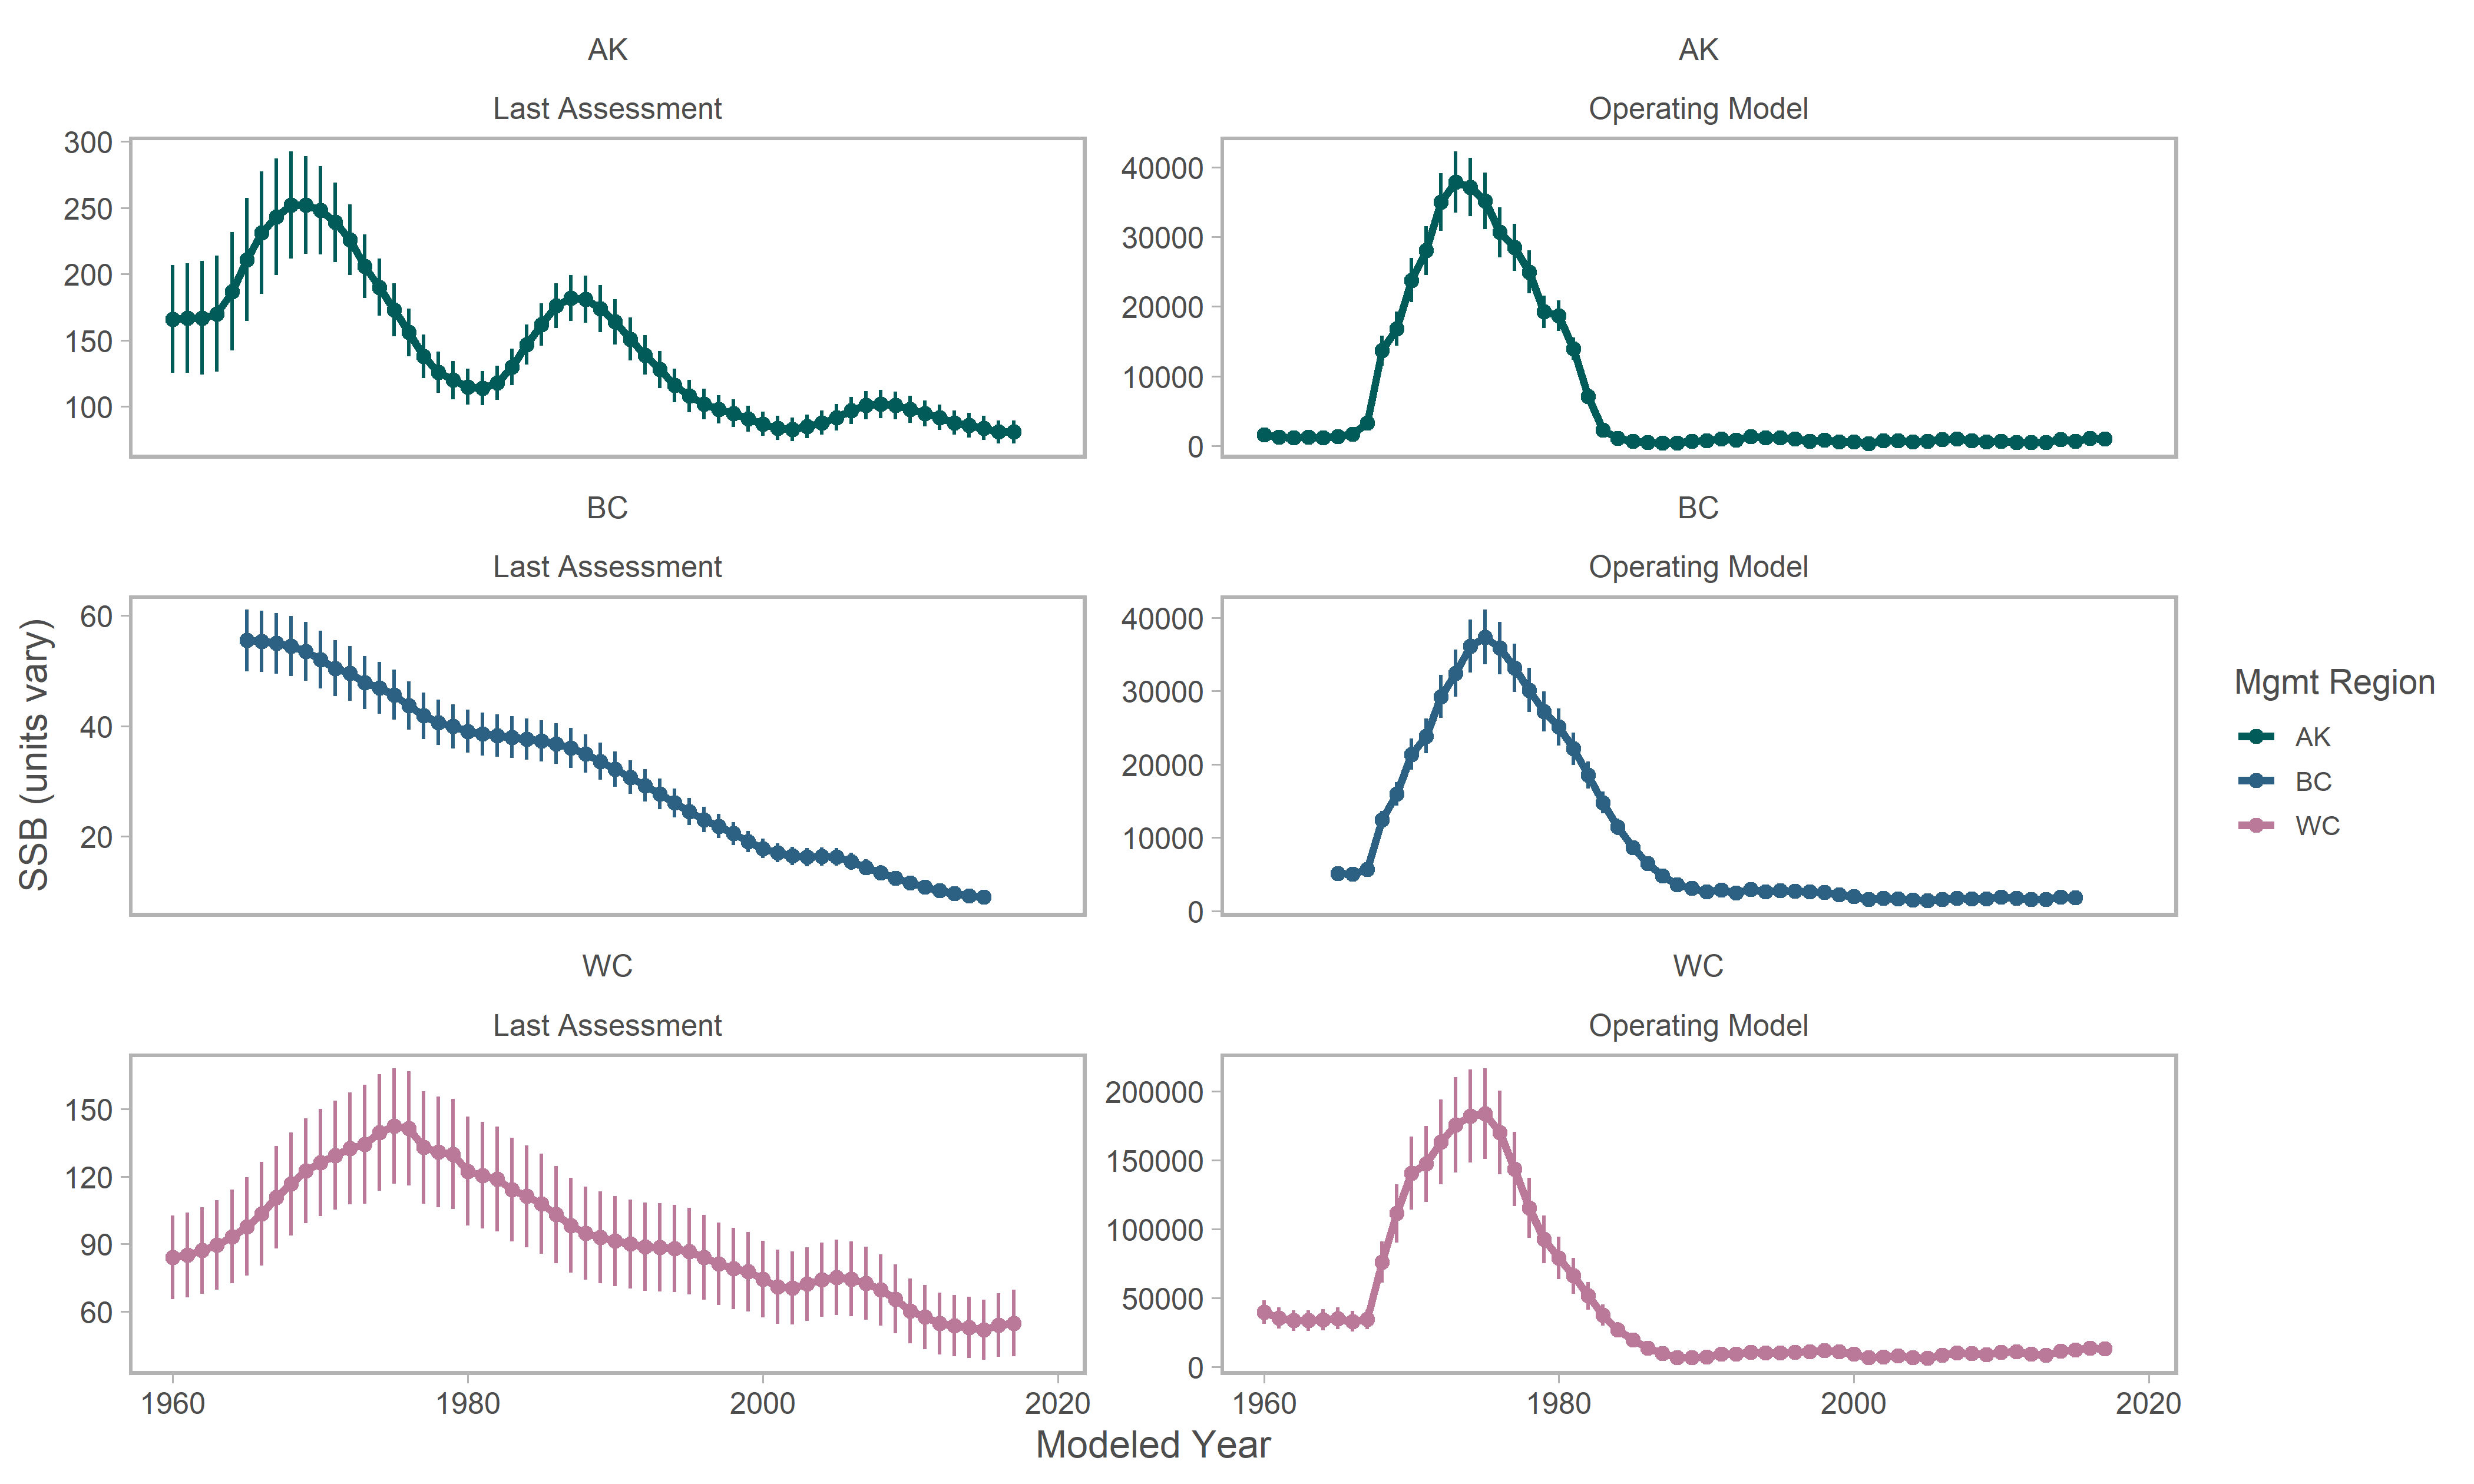 AK
Last Assessment
300
250
200
150
100
AK
Operating Model
40000
30000
20000
10000
0
BC
Last Assessment
60
40
20
BC
Operating Model
40000
30000
20000
10000
0
WC
Last Assessment
150
120
90
60
1960
1980
2000
2020
WC
Operating Model
200000
150000
100000
50000
0
1960
1980
2000
2020
SSB (units vary)
Modeled Year
Mgmt Region
AK
BC
WC